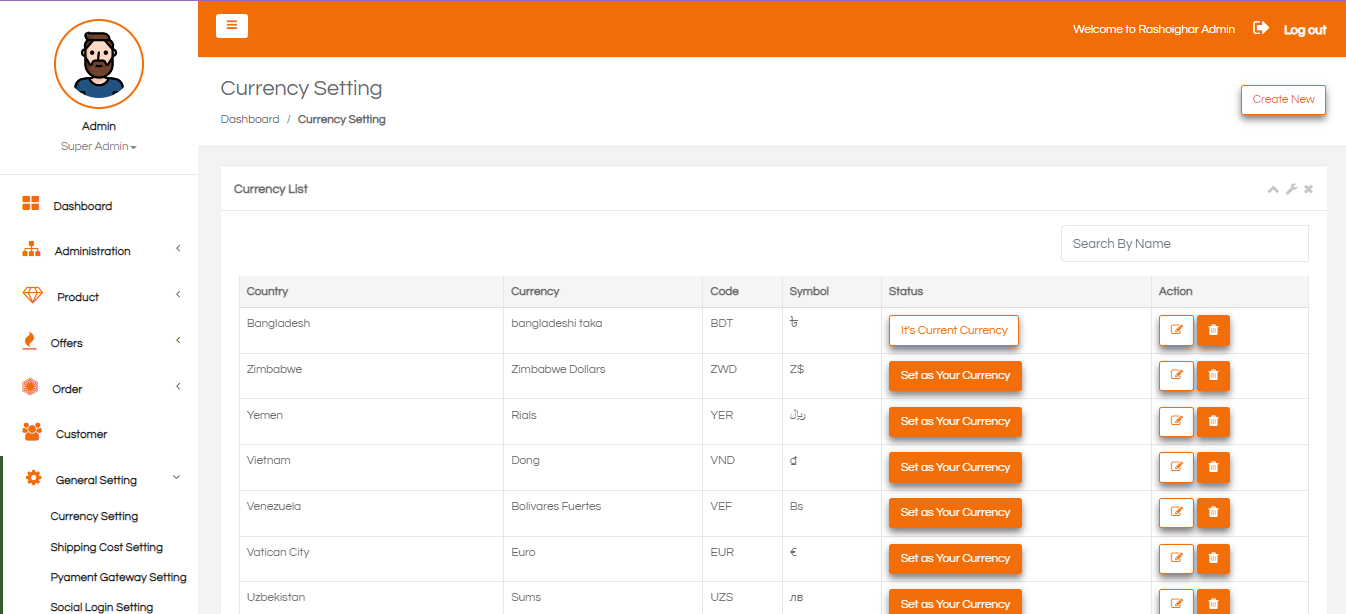 Welcome to Rashoighar Admin
Log out
Admin
Super Admin
Dashboard
Administration
Product
Offers
Order
Customer
General Setting
Currency Setting
Shipping Cost Setting
Pyament Gateway Setting
Social Login Setting
Currency Setting
Dashboard / Currency Setting
Create New
Currency List
Search By Name
Country Currency Code Symbol Status Action
Bangladesh bangladeshi taka BDT ৳ It's Current Currency
Zimbabwe Zimbabwe Dollars ZWD Z$ Set as Your Currency
Yemen Rials YER ﷼ Set as Your Currency
Vietnam Dong VND ₫ Set as Your Currency
Venezuela Bolivares Fuertes VEF Bs Set as Your Currency
Vatican City Euro EUR € Set as Your Currency
Uzbekistan Sums UZS лв Set as Your Currency